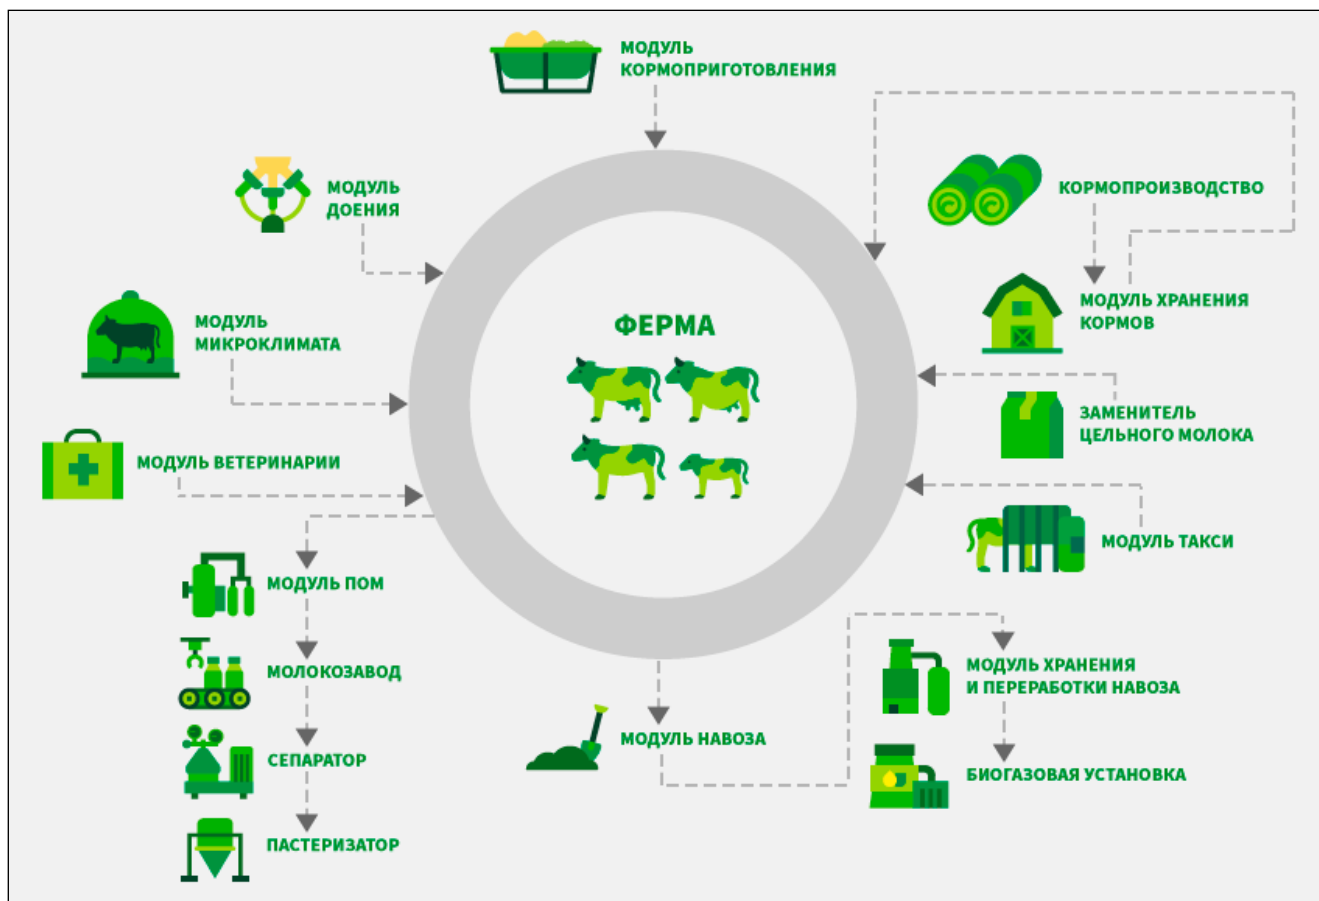 МОДУЛЬ
КОРМОПРИГОТОВЛЕНИЯ
МОДУЛЬ
ДОЕНИЯ
КОРМОПРОИЗВОДСТВО
МОДУЛЬ ХРАНЕНИЯ
КОРМОВ
МОДУЛЬ
МИКРОКЛИМАТА
ФЕРМА
ЗАМЕНИТЕЛЬ
ЦЕЛЬНОГО МОЛОКА
МОДУЛЬ ВЕТЕРИНАРИИ
МОДУЛЬ ТАКСИ
МОДУЛЬ ПОМ
МОЛОКОЗАВОД
СЕПАРАТОР
ПАСТЕРИЗАТОР
МОДУЛЬ НАВОЗА
МОДУЛЬ ХРАНЕНИЯ
И ПЕРЕРАБОТКИ НАВОЗА
БИОГАЗОВАЯ УСТАНОВКА